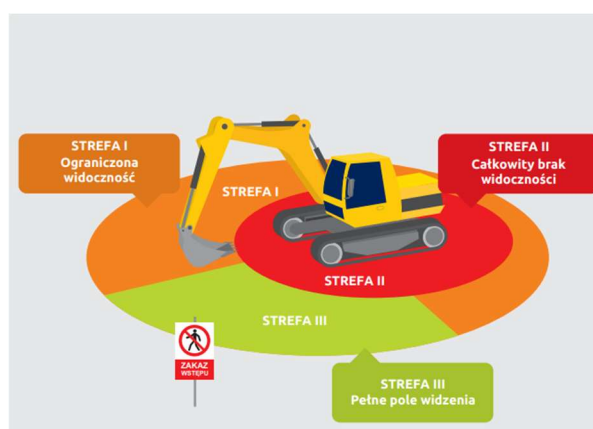 STREFA I
Ograniczona
widoczność
STREFA II
Całkowity brak
widoczności
STREFA I
STREFA II
STREFA III
ZAKAZ
WSTĘPU
STREFA III
Pełne pole widzenia